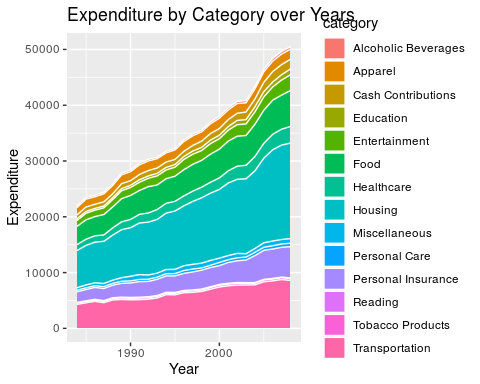 Expenditure by Category over Years
category
50000
40000
30000
20000
10000
0
Expenditure
1990
2000
Year
Alcoholic Beverages
Apparel
Cash Contributions
Education
Entertainment
Food
Healthcare
Housing
Miscellaneous
Personal Care
Personal Insurance
Reading
Tobacco Products
Transportation